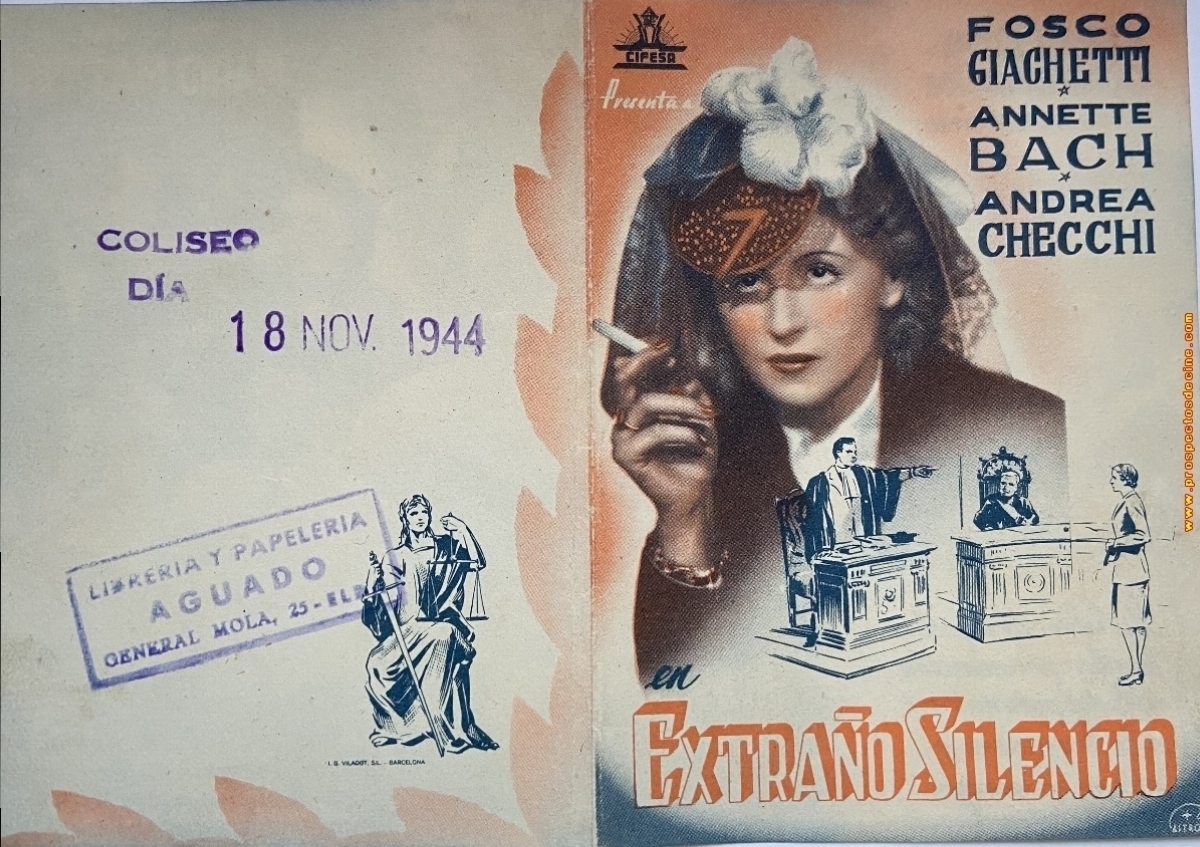 COLISEO
DÍA
18 NOV. 1944
LIBRERIA Y PAPELERIA
AGUADO
GENERAL MOLA, 25 -
I. G. VILADOT, S.L. - BARCELONA
CIFESA
Presenta a
FOSCO
GIACHETTI
ANNETTE
BACH
ANDREA
CHECCHI
en
EXTRAÑO SILENCIO
www.prospectosdecine.com